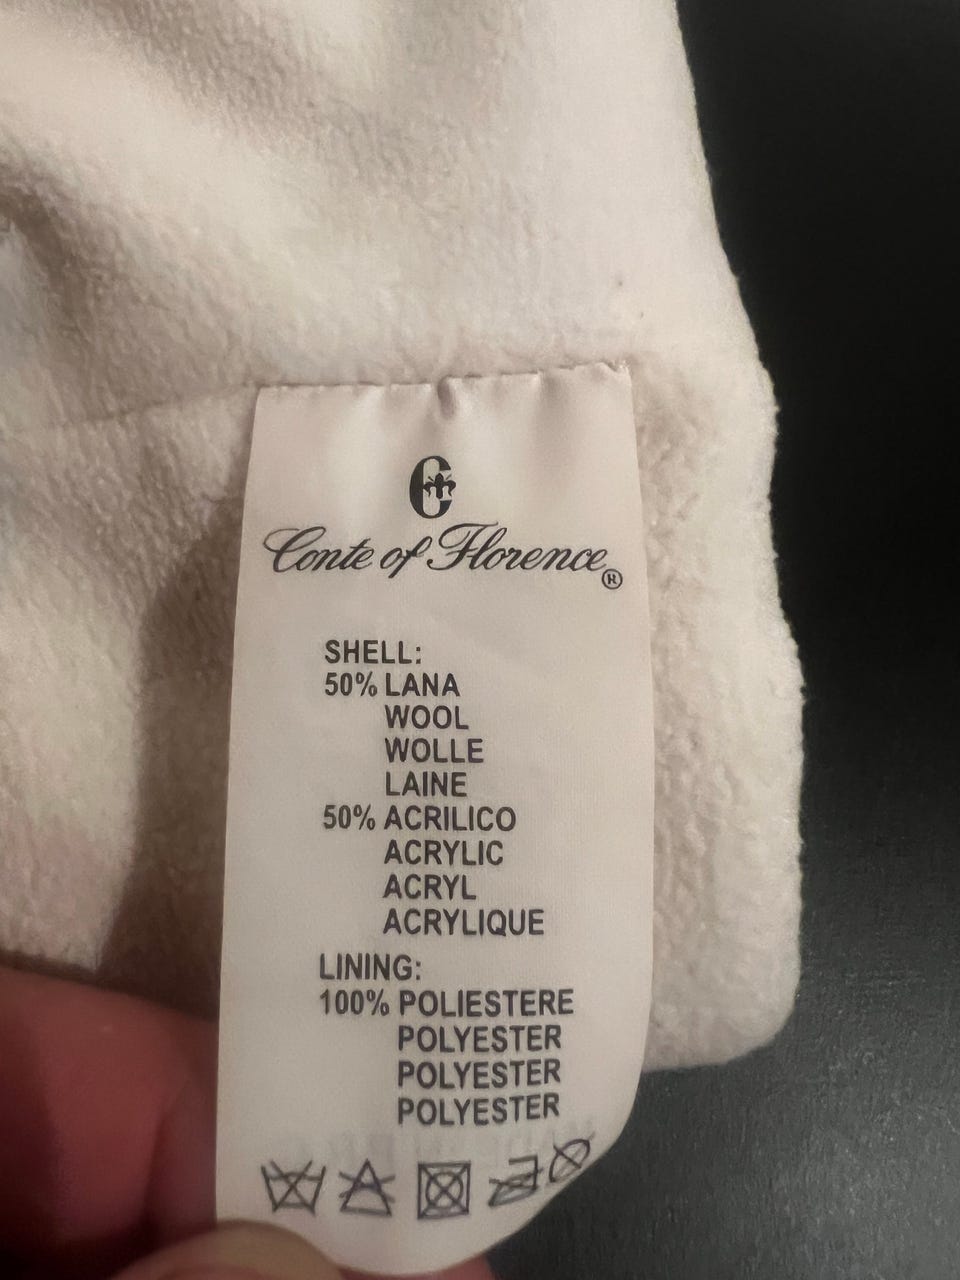 C
Conte of Florence®
SHELL:
50% LANA
WOOL
WOLLE
LAINE
50% ACRILICO
ACRYLIC
ACRYL
ACRYLIQUE
LINING:
100% POLIESTERE
POLYESTER
POLYESTER
POLYESTER